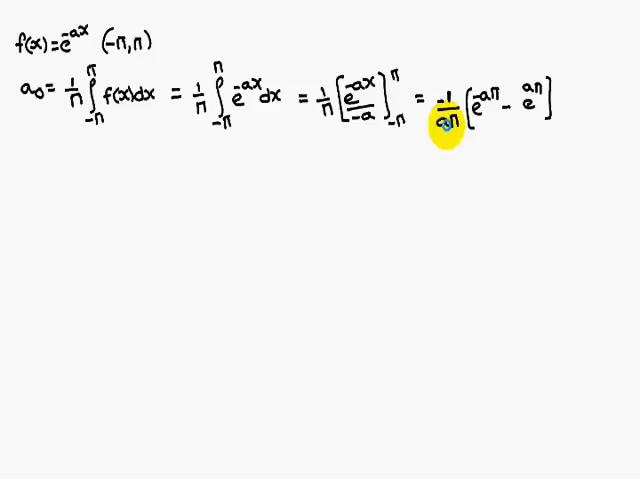 f(x) = e^{-ax} (-π, π)
a₀ = 1/π ∫_{-π}^{π} f(x)dx = 1/π ∫_{-π}^{π} e^{-ax} dx = 1/π [e^{-ax}/-a]_{-π}^{π} = -1/aπ [e^{-aπ} - e^{aπ}]